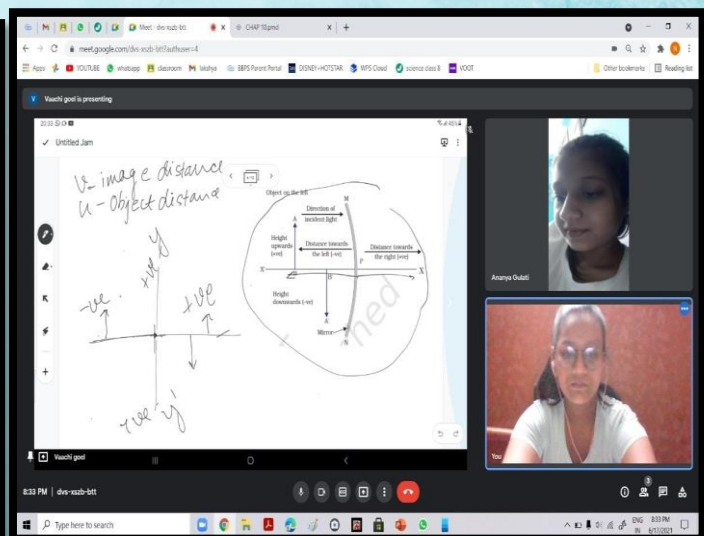 Meet - dvs-xszb-btt
CHAP 10.pmd
meet.google.com/dvs-xszb-btt?authuser=4
Apps
YOUTUBE
whatsapp
classroom
lakshya
BBPS Parent Portal
DISNEY+HOTSTAR
WPS Cloud
science class 8
VOOT
Other bookmarks
Reading list
V Vaachi goel is presenting
20:33
Untitled Jam
V- image distance
u - Object distance
y
+ve
-ve
+ve
y
Object on the left
M
Direction of
incident light
A
Height
upwards
(+ve)
Distance towards
the left (-ve)
Distance towards
the right (+ve)
P
X'
X
B
Height
downwards (-ve)
A'
Mirror
N
Vaachi goel
Ananya Gulati
You
8:33 PM | dvs-xszb-btt
3
Type here to search
ENG
IN
8:33 PM
6/17/2021